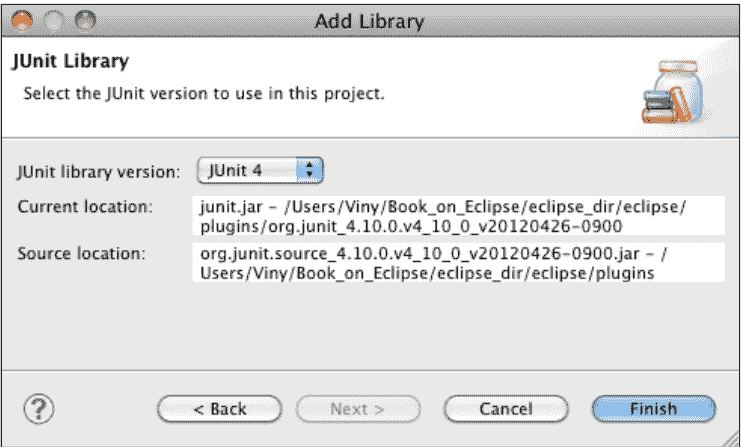 Add Library
JUnit Library
Select the JUnit version to use in this project.
JUnit library version: JUnit 4
Current location: junit.jar – /Users/Viny/Book_on_Eclipse/eclipse_dir/eclipse/
plugins/org.junit_4.10.0.v4_10_0_v20120426-0900
Source location: org.junit.source_4.10.0.v4_10_0_v20120426-0900.jar – /
Users/Viny/Book_on_Eclipse/eclipse_dir/eclipse/plugins
? < Back Next > Cancel Finish